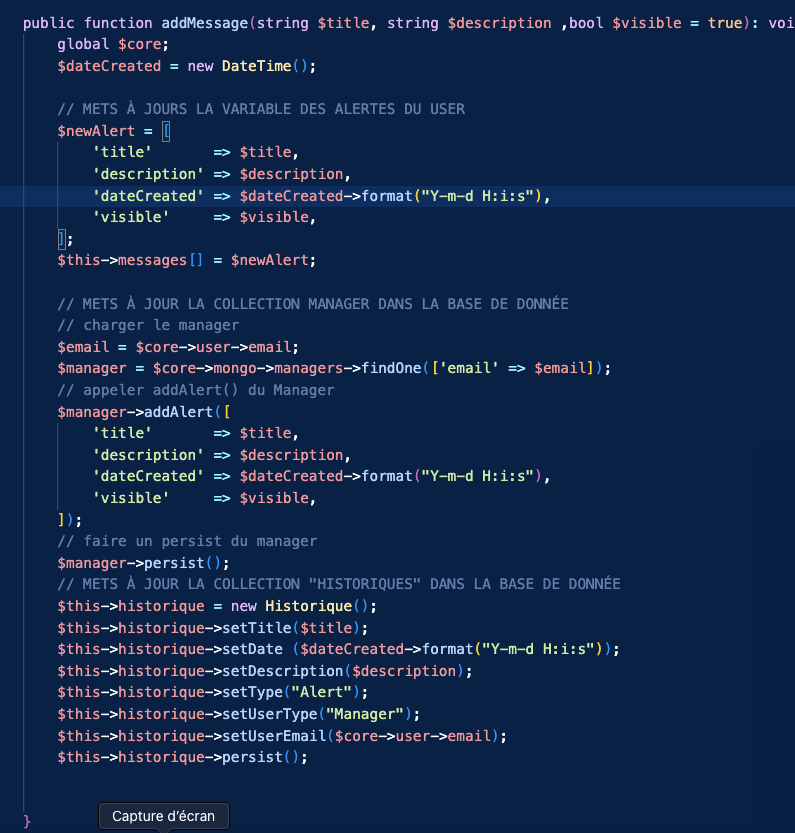 public function addMessage(string $title, string $description ,bool $visible = true): voi
global $core;
$dateCreated = new DateTime();
// METS À JOURS LA VARIABLE DES ALERTES DU USER
$newAlert = [
'title' => $title,
'description' => $description,
'dateCreated' => $dateCreated->format("Y-m-d H:i:s"),
'visible' => $visible,
];
$this->messages[] = $newAlert;
// METS À JOUR LA COLLECTION MANAGER DANS LA BASE DE DONNÉE
// charger le manager
$email = $core->user->email;
$manager = $core->mongo->managers->findOne(['email' => $email]);
// appeler addAlert() du Manager
$manager->addAlert([
'title' => $title,
'description' => $description,
'dateCreated' => $dateCreated->format("Y-m-d H:i:s"),
'visible' => $visible,
]);
// faire un persist du manager
$manager->persist();
// METS À JOUR LA COLLECTION "HISTORIQUES" DANS LA BASE DE DONNÉE
$this->historique = new Historique();
$this->historique->setTitle($title);
$this->historique->setDate ($dateCreated->format("Y-m-d H:i:s"));
$this->historique->setDescription($description);
$this->historique->setType("Alert");
$this->historique->setUserType("Manager");
$this->historique->setUserEmail($core->user->email);
$this->historique->persist();
Capture d'écran
}